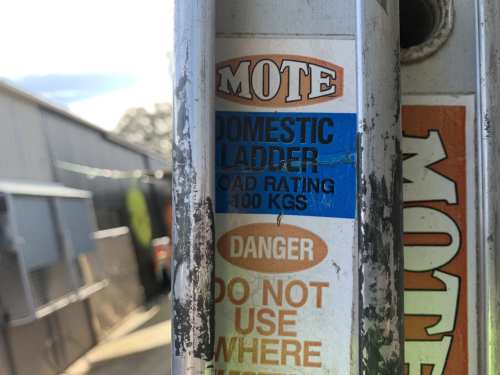 MOTE
DOMESTIC
LADDER
LOAD RATING
100 KGS
DANGER
DO NOT
USE
WHERE
MOTE